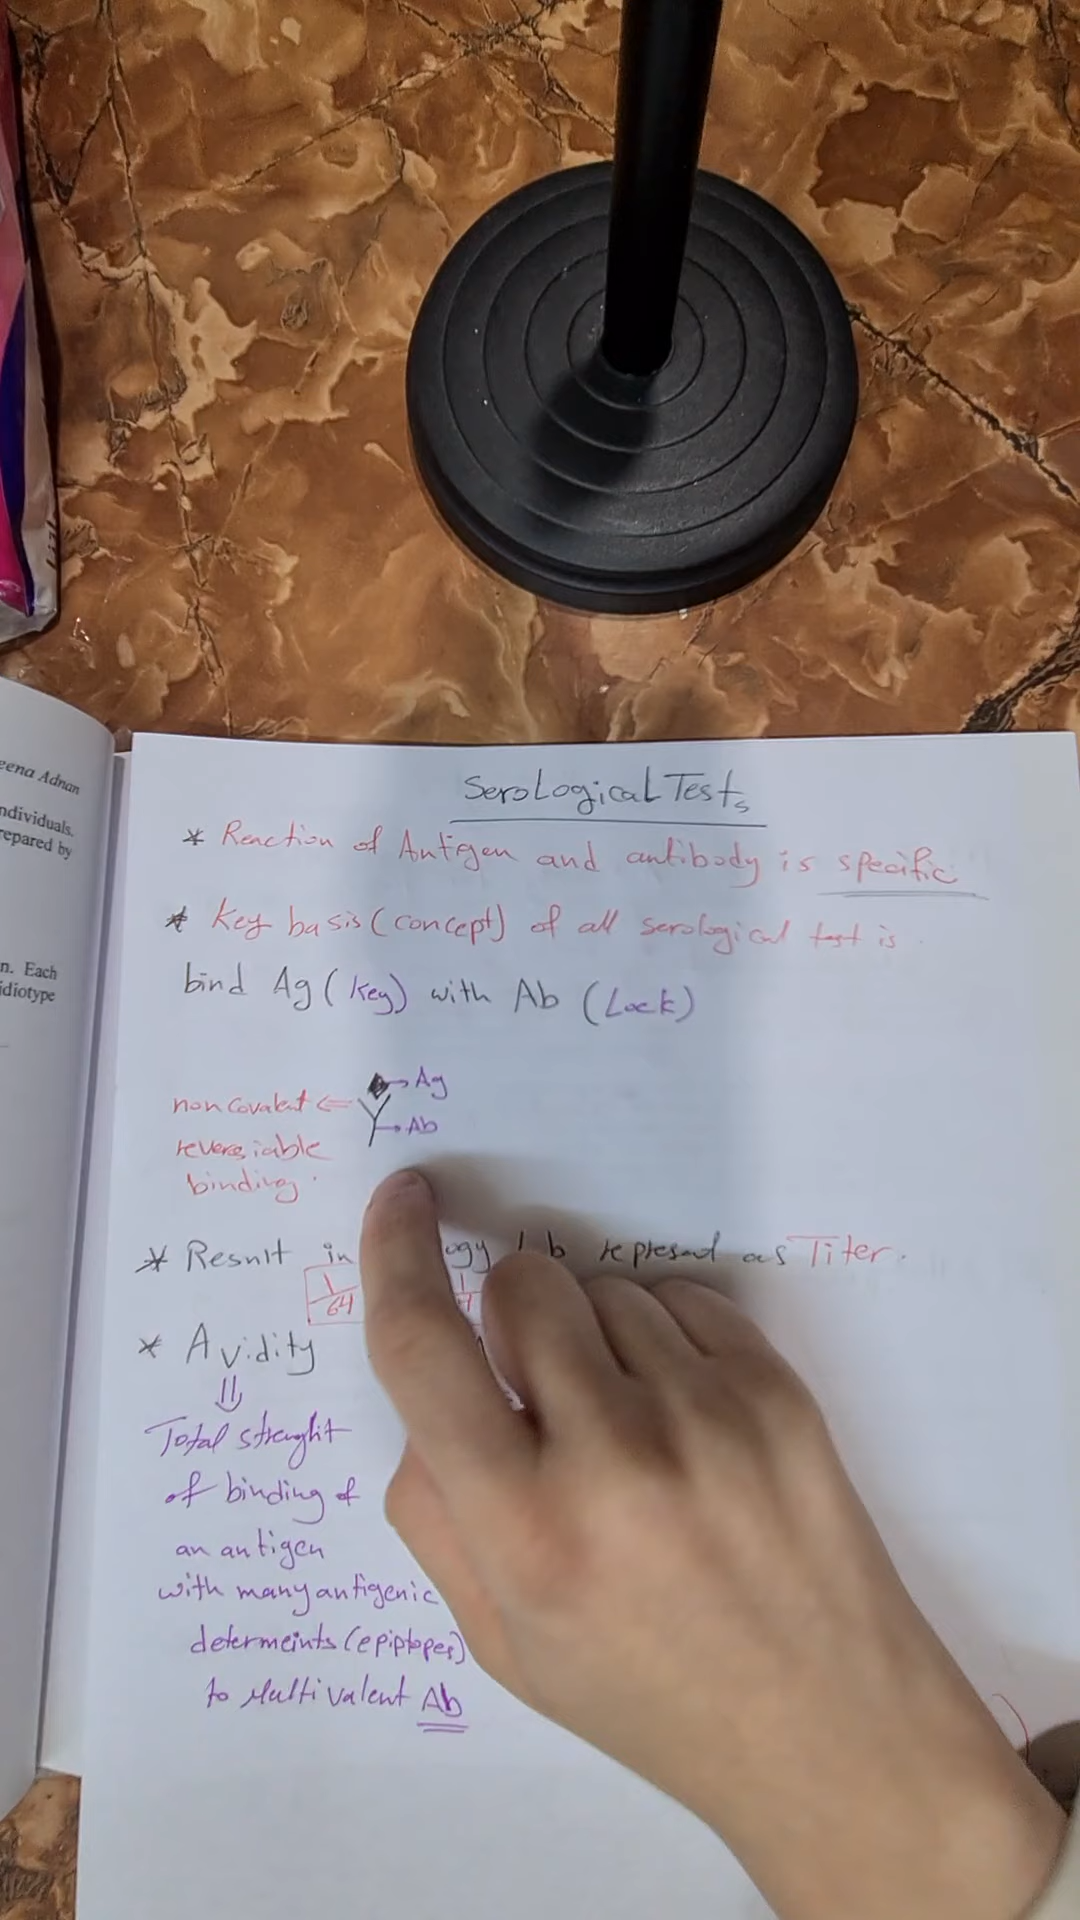 eena Adnan
ndividuals.
repared by
n. Each
idiotype
Serological Tests
* Reaction of Antigen and antibody is specific
* Key basis (concept) of all serological test is
bind Ag (Key) with Ab (Lock)
Ag
non covalent <=
Ab
reversiable
binding.
* Result in ogy b represent as Titer.
1/64
* Avidity
Total strenght
of binding of
an antigen
with many antigenic
determeints (epiptopes)
to Multivalent Ab